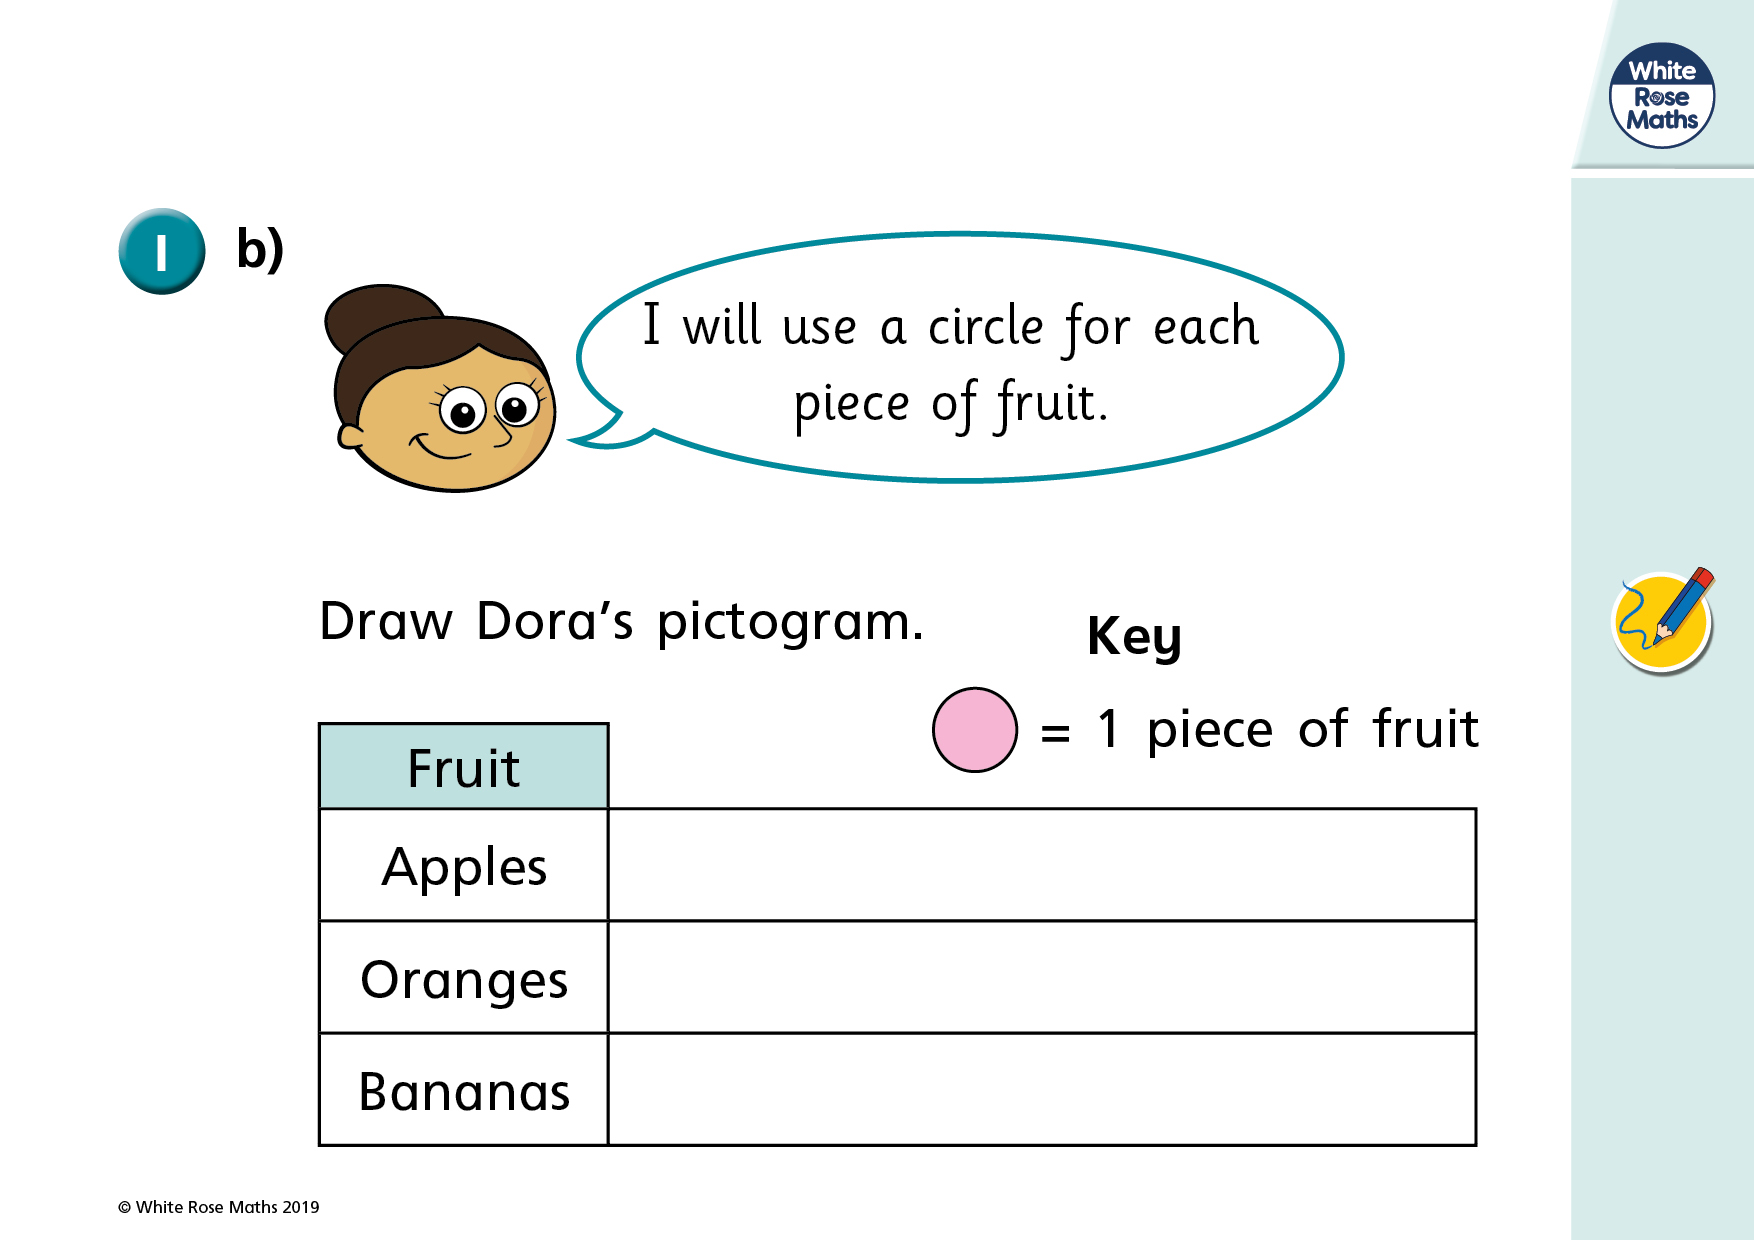 White
Rose
Maths
1 b)
I will use a circle for each
piece of fruit.
Draw Dora's pictogram.
Key
= 1 piece of fruit
Fruit
Apples
Oranges
Bananas
© White Rose Maths 2019